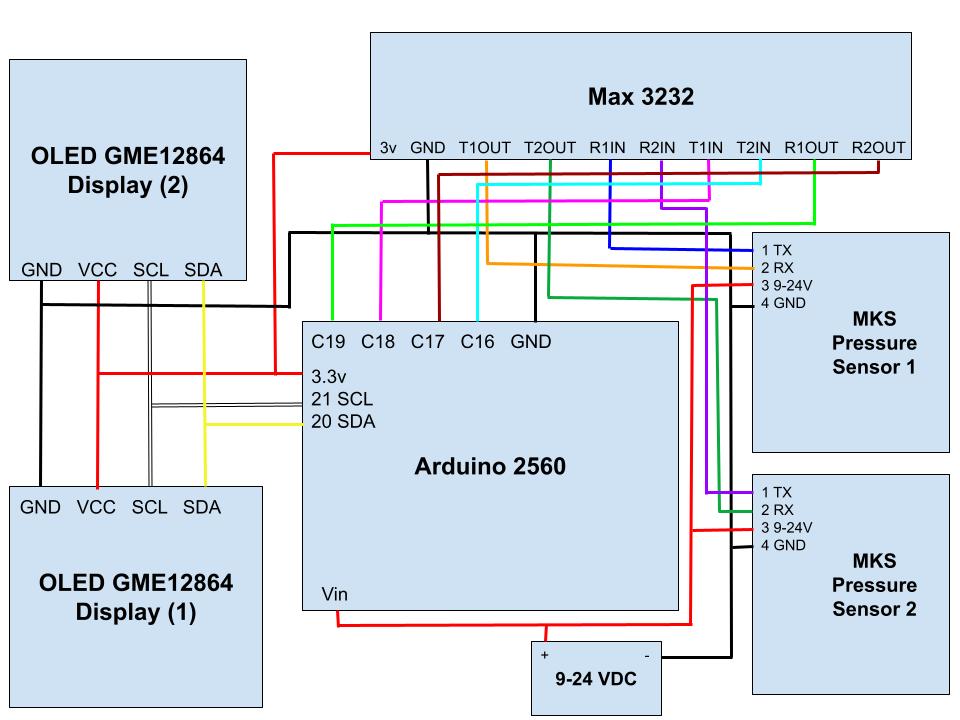 Max 3232
3v GND T1OUT T2OUT R1IN R2IN T1IN T2IN R1OUT R2OUT
OLED GME12864
Display (2)
GND VCC SCL SDA
1 TX
2 RX
3 9-24V
4 GND
MKS
Pressure
Sensor 1
C19 C18 C17 C16 GND
3.3v
21 SCL
20 SDA
Arduino 2560
Vin
GND VCC SCL SDA
OLED GME12864
Display (1)
1 TX
2 RX
3 9-24V
4 GND
MKS
Pressure
Sensor 2
+ -
9-24 VDC